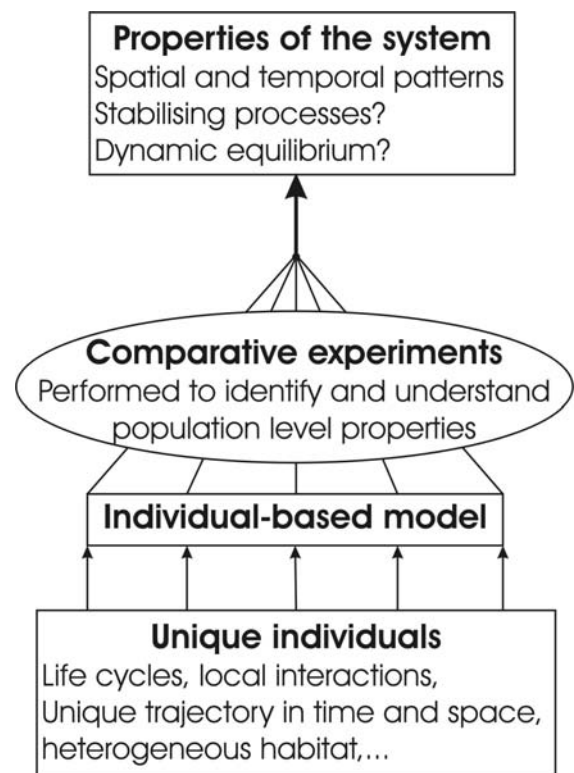 Properties of the system
Spatial and temporal patterns
Stabilising processes?
Dynamic equilibrium?
Comparative experiments
Performed to identify and understand
population level properties
Individual-based model
Unique individuals
Life cycles, local interactions,
Unique trajectory in time and space,
heterogeneous habitat,...